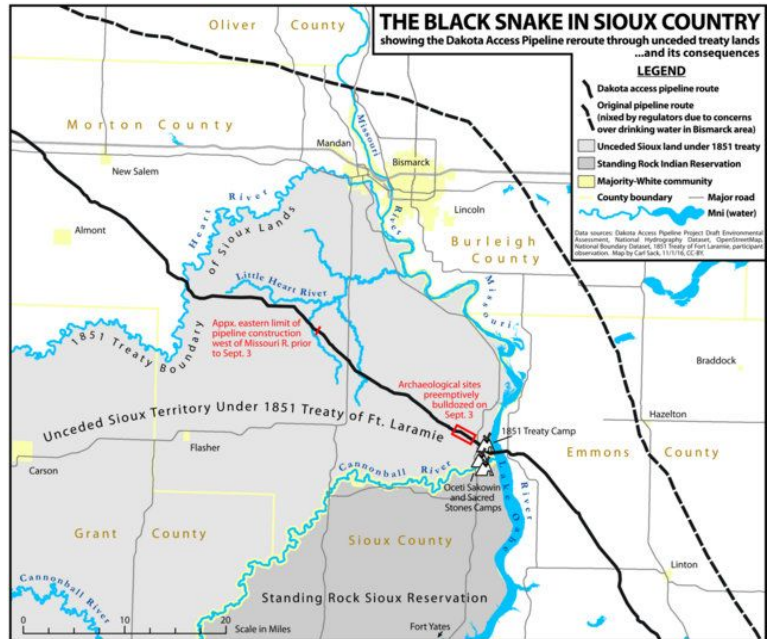 THE BLACK SNAKE IN SIOUX COUNTRY
showing the Dakota Access Pipeline reroute through unceded treaty lands
...and its consequences
LEGEND
Dakota access pipeline route
Original pipeline route
(nixed by regulators due to concerns
over drinking water in Bismarck area)
Unceded Sioux land under 1851 treaty
Standing Rock Indian Reservation
Majority-White community
County boundary
Major road
Mni (water)
Data sources: Dakota Access Pipeline Project Draft Environmental
Assessment, National Hydrography Dataset, OpenStreetMap,
National Boundary Dataset, 1851 Treaty of Fort Laramie, participant
observation. Map by Carl Sack, 11/1/16, CC-BY.
Oliver County
Morton County
Missouri
River
Mandan
Bismarck
New Salem
Lincoln
Almont
Heart River
Burleigh
County
of Sioux Lands
Little Heart River
Missouri
1851 Treaty Boundary
Appx. eastern limit of
pipeline construction
west of Missouri R. prior
to Sept. 3
Braddock
Archaeological sites
preemptively
bulldozed on
Sept. 3
Hazelton
Unceded Sioux Territory Under 1851 Treaty of Ft. Laramie
1851 Treaty Camp
Flasher
Emmons County
Carson
Cannonball River
Oceti Sakowin
and Sacred
Stones Camps
River
Lake Oahe
Grant County
Sioux County
Linton
Cannonball
River
Standing Rock Sioux Reservation
0 10 20
Scale in Miles
Fort Yates